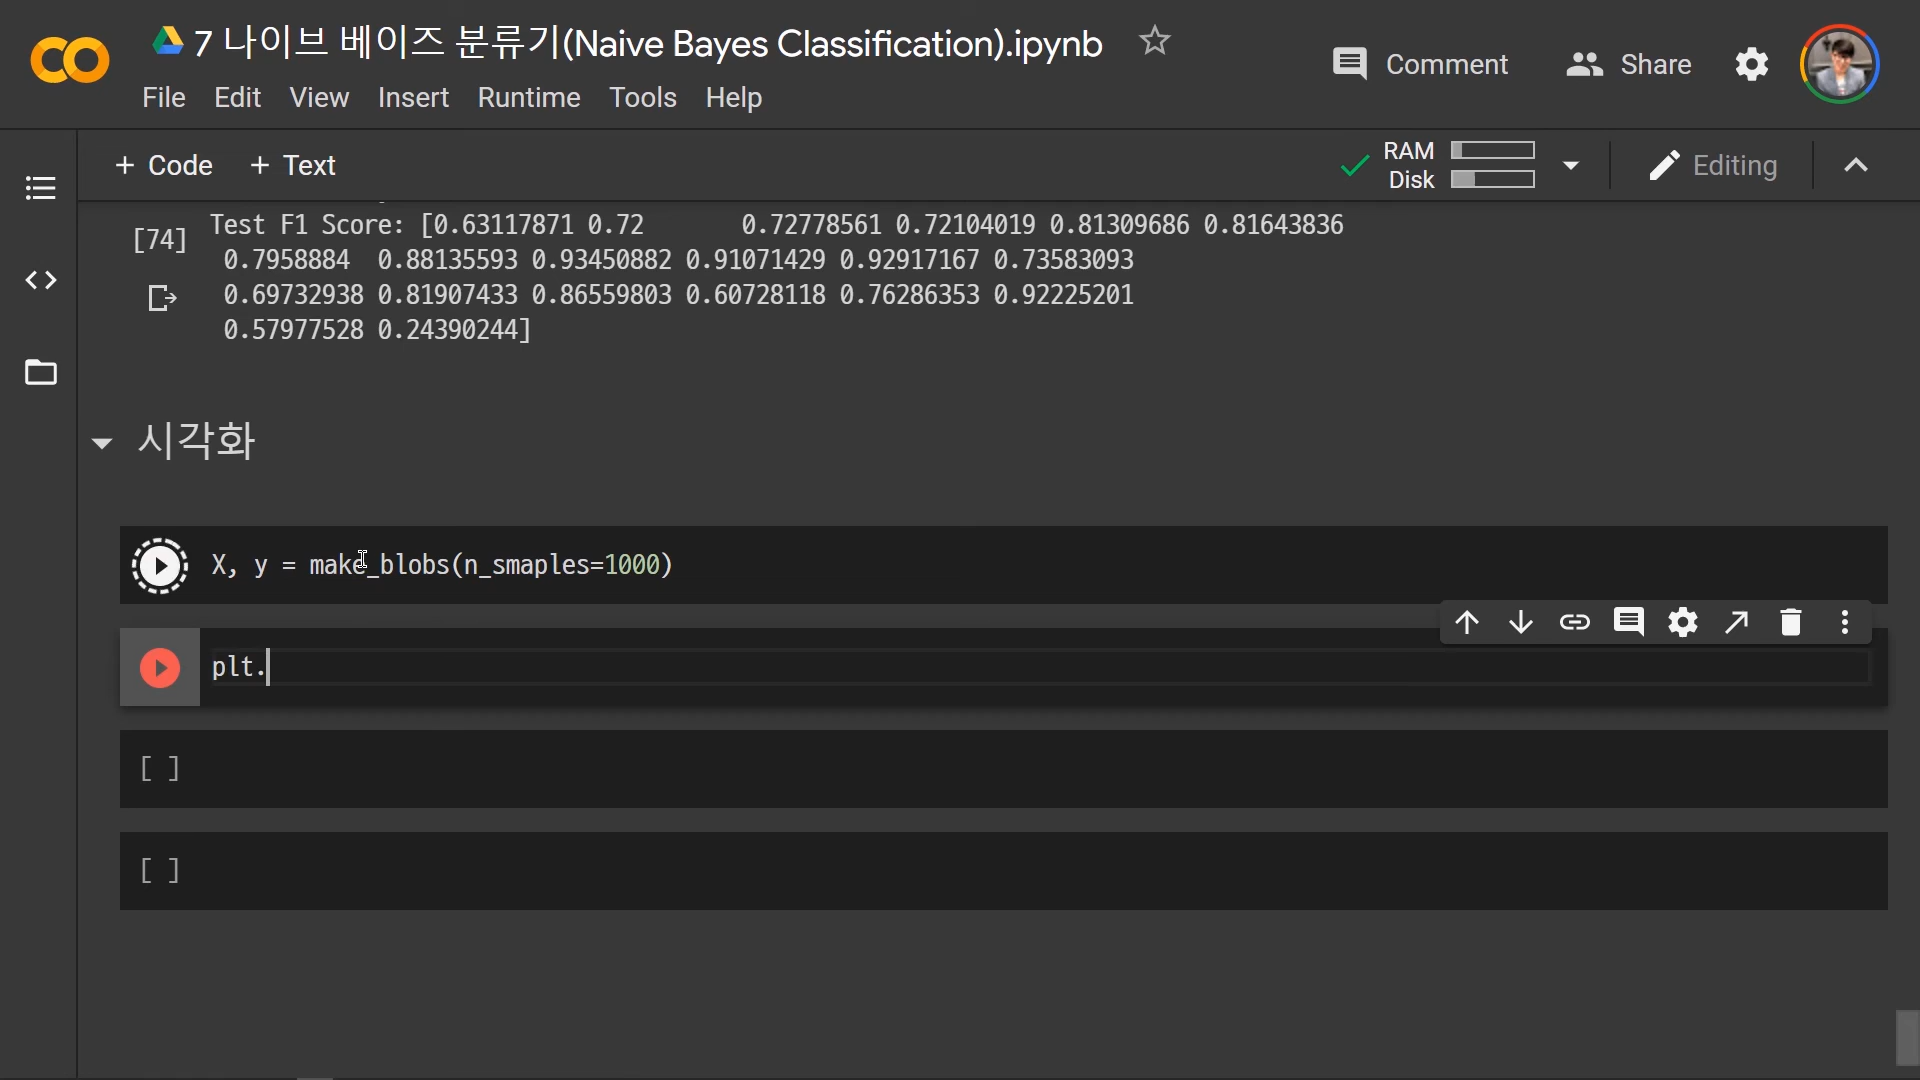 7 나이브 베이즈 분류기(Naive Bayes Classification).ipynb
Comment
Share
File Edit View Insert Runtime Tools Help
+ Code + Text
RAM
Disk
Editing
[74]
Test F1 Score: [0.63117871 0.72       0.72778561 0.72104019 0.81309686 0.81643836
0.7958884  0.88135593 0.93450882 0.91071429 0.92917167 0.73583093
0.69732938 0.81907433 0.86559803 0.60728118 0.76286353 0.92225201
0.57977528 0.24390244]
시각화
X, y = make_blobs(n_smaples=1000)
plt.
[ ]
[ ]